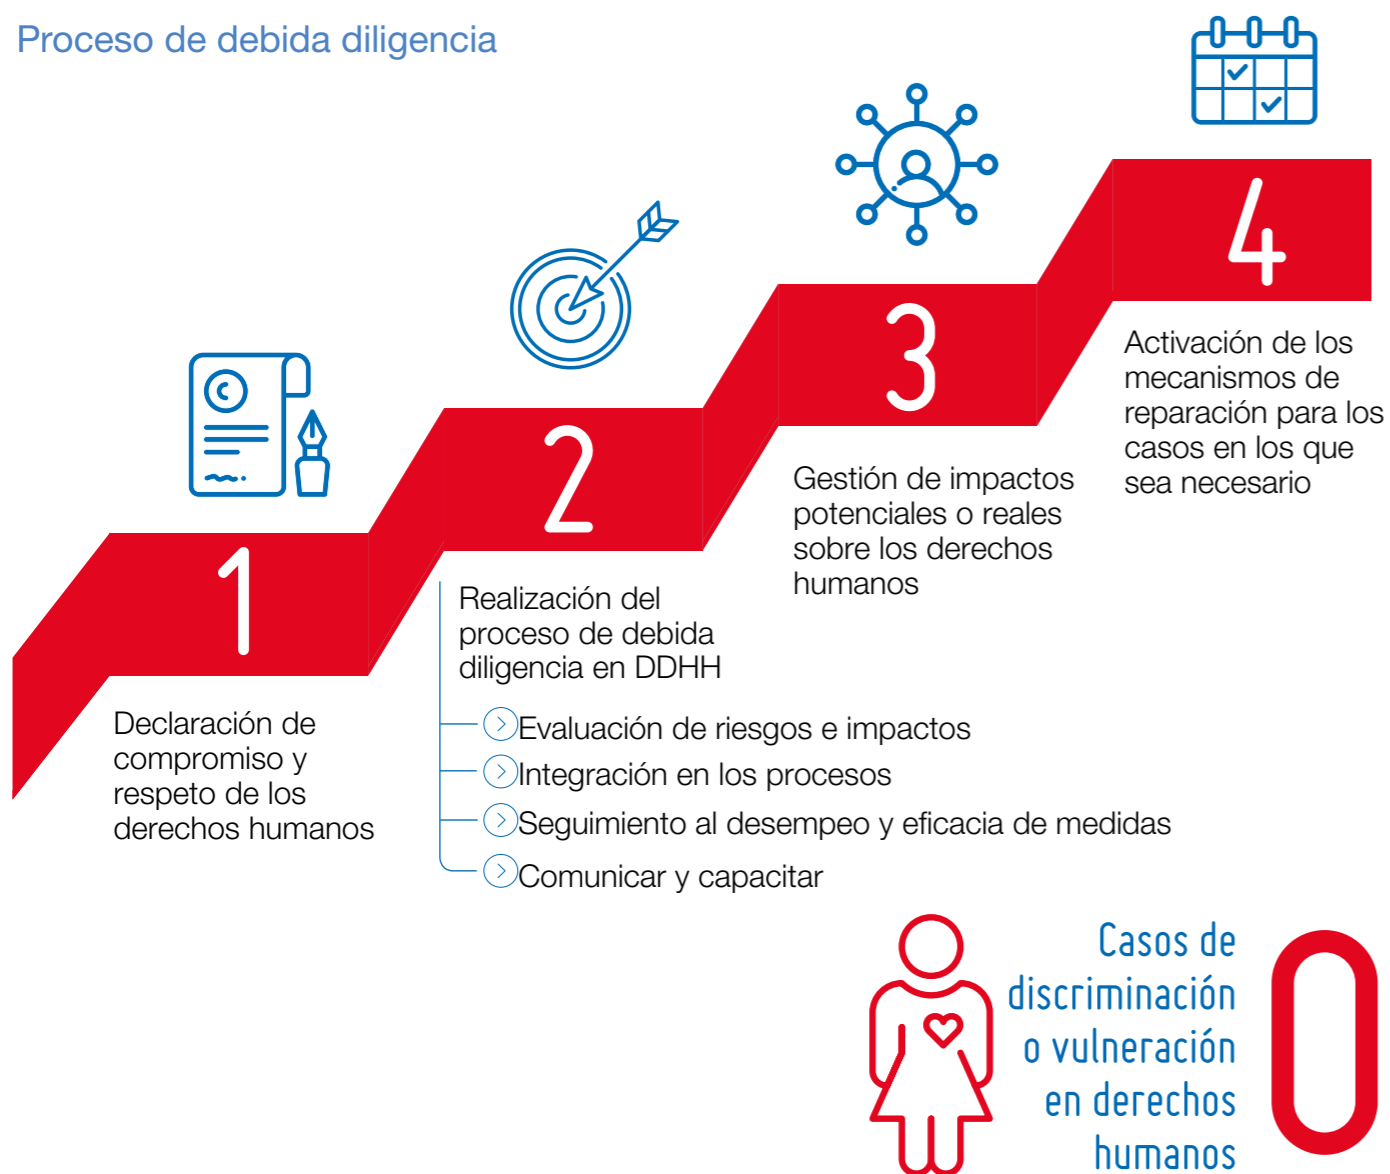 Proceso de debida diligencia
1
Declaración de
compromiso y
respeto de los
derechos humanos
2
Realización del
proceso de debida
diligencia en DDHH
Evaluación de riesgos e impactos
Integración en los procesos
Seguimiento al desempeo y eficacia de medidas
Comunicar y capacitar
3
Gestión de impactos
potenciales o reales
sobre los derechos
humanos
4
Activación de los
mecanismos de
reparación para los
casos en los que
sea necesario
Casos de
discriminación
o vulneración
en derechos
humanos
0